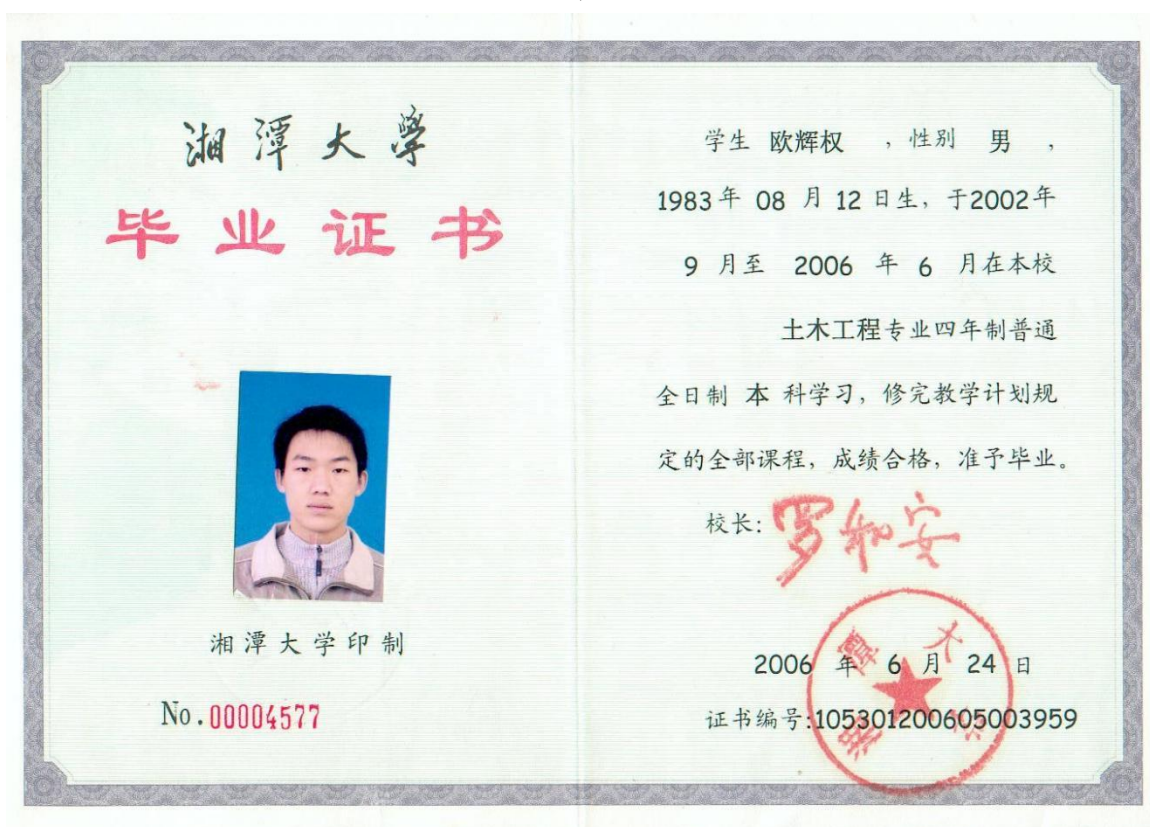 湘潭大學
毕业证书
湘潭大学印制
No.00004577
学生 欧辉权 ，性别 男 ，
1983年 08 月 12 日生，于2002年
9 月至 2006 年 6 月在本校
土木工程专业四年制普通
全日制 本 科学习，修完教学计划规
定的全部课程，成绩合格，准予毕业。
校长：罗和安
湘潭大学
2006 年 6 月 24 日
证书编号:105301200605003959